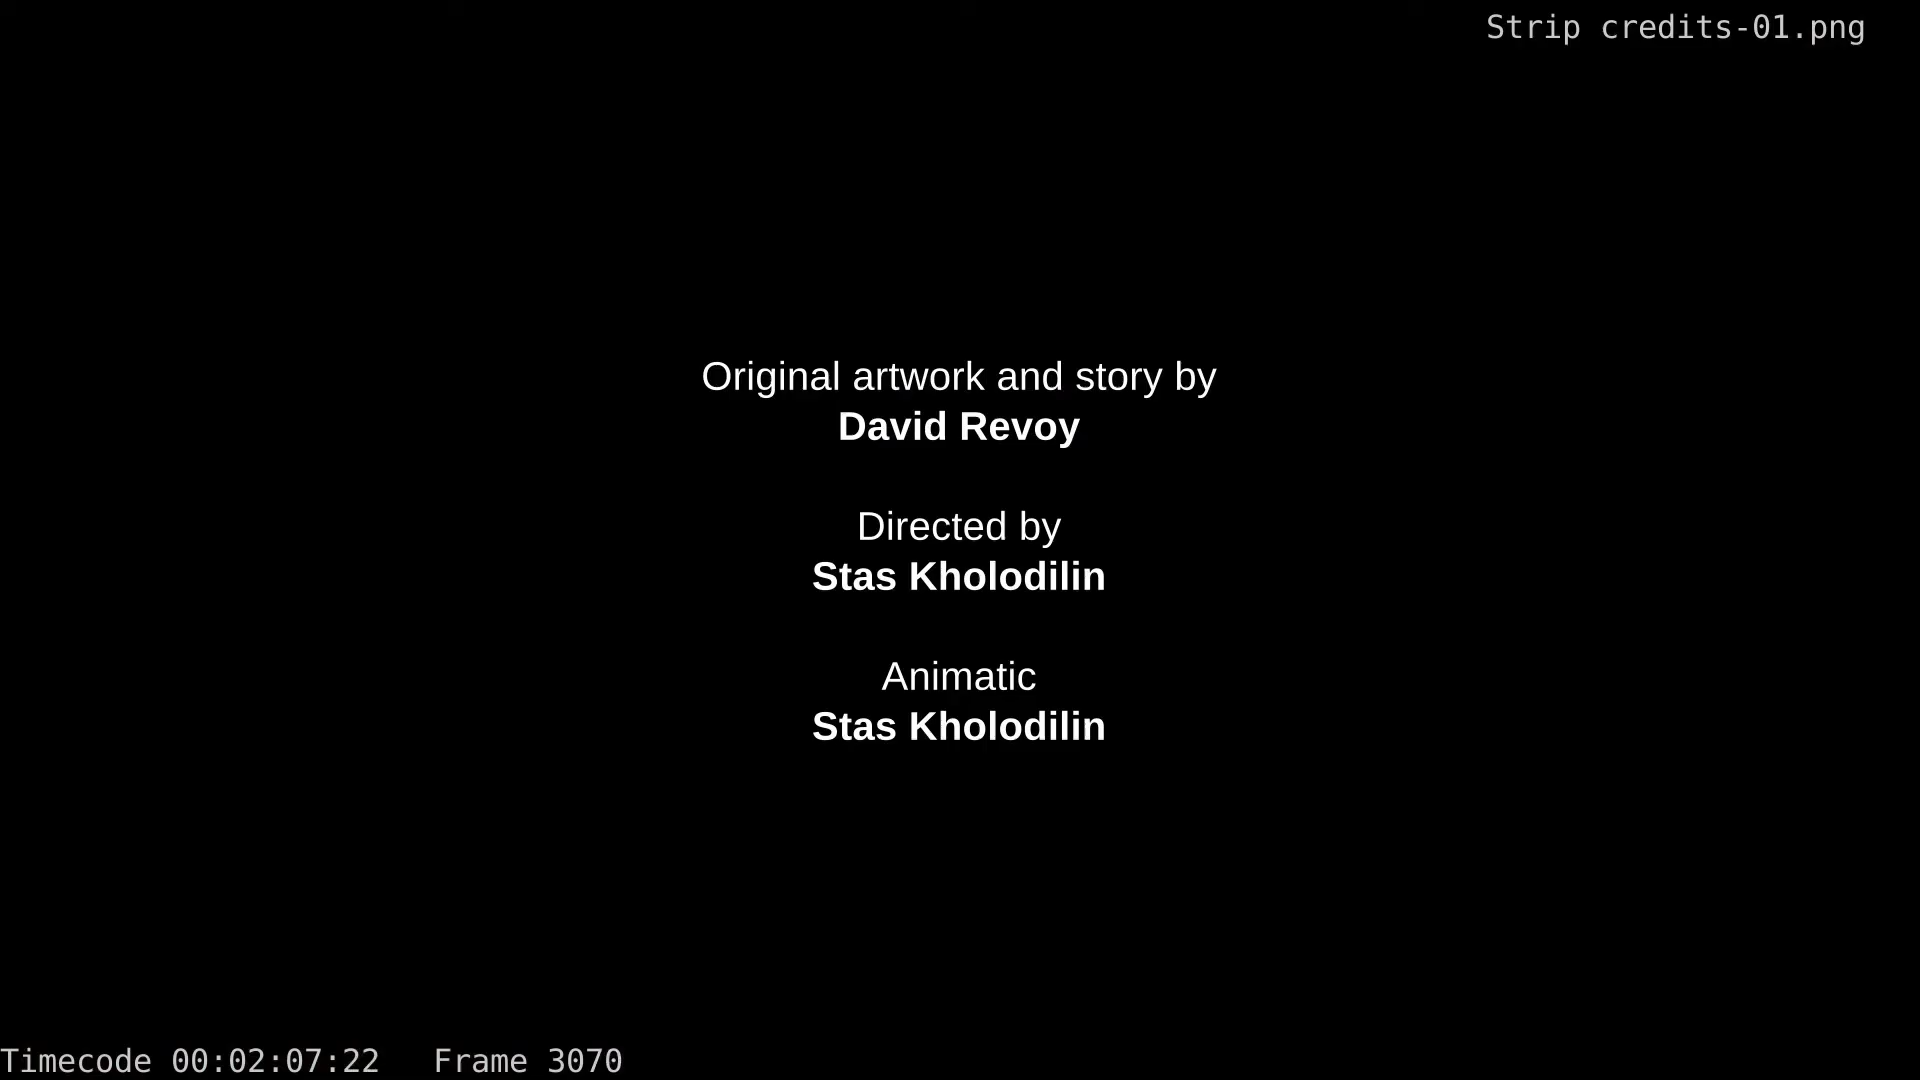 Strip credits-01.png
Original artwork and story by
David Revoy
Directed by
Stas Kholodilin
Animatic
Stas Kholodilin
Timecode 00:02:07:22   Frame 3070